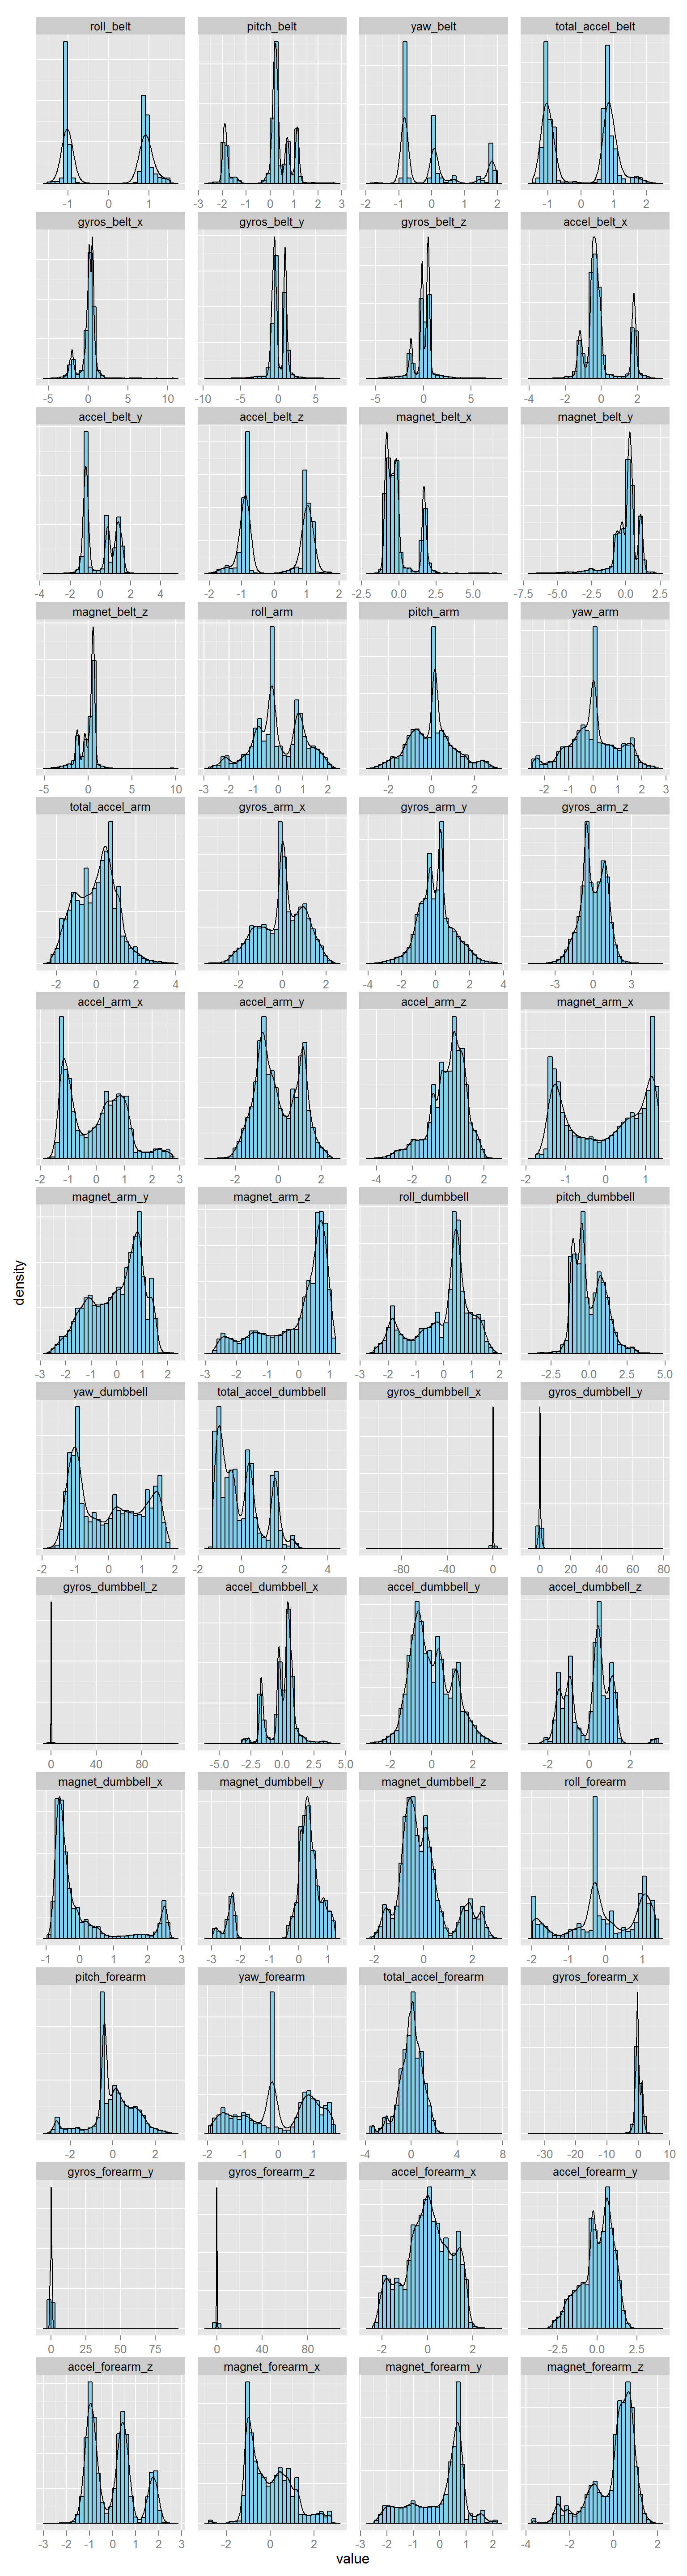 roll_belt pitch_belt yaw_belt total_accel_belt
-1 0 1 -3 -2 -1 0 1 2 3 -2 -1 0 1 2 -1 0 1 2
gyros_belt_x gyros_belt_y gyros_belt_z accel_belt_x
-5 0 5 10 -10 -5 0 5 -5 0 5 -4 -2 0 2
accel_belt_y accel_belt_z magnet_belt_x magnet_belt_y
-4 -2 0 2 4 -2 -1 0 1 2 -2.5 0.0 2.5 5.0 -7.5 -5.0 -2.5 0.0 2.5
magnet_belt_z roll_arm pitch_arm yaw_arm
-5 0 5 10 -3 -2 -1 0 1 2 -2 0 2 -2 -1 0 1 2 3
total_accel_arm gyros_arm_x gyros_arm_y gyros_arm_z
-2 0 2 4 -2 0 2 -4 -2 0 2 4 -3 0 3
accel_arm_x accel_arm_y accel_arm_z magnet_arm_x
-2 -1 0 1 2 3 -2 0 2 -4 -2 0 2 -2 -1 0 1
magnet_arm_y magnet_arm_z roll_dumbbell pitch_dumbbell
-3 -2 -1 0 1 2 -3 -2 -1 0 1 -3 -2 -1 0 1 2 -2.5 0.0 2.5 5.0
density
yaw_dumbbell total_accel_dumbbell gyros_dumbbell_x gyros_dumbbell_y
-2 -1 0 1 2 -2 0 2 4 -80 -40 0 0 20 40 60 80
gyros_dumbbell_z accel_dumbbell_x accel_dumbbell_y accel_dumbbell_z
0 40 80 -5.0 -2.5 0.0 2.5 5.0 -2 0 2 -2 0 2
magnet_dumbbell_x magnet_dumbbell_y magnet_dumbbell_z roll_forearm
-1 0 1 2 3 -3 -2 -1 0 1 -2 0 2 -2 -1 0 1
pitch_forearm yaw_forearm total_accel_forearm gyros_forearm_x
-2 0 2 -2 -1 0 1 -4 0 4 8 -30 -20 -10 0 10
gyros_forearm_y gyros_forearm_z accel_forearm_x accel_forearm_y
0 25 50 75 0 40 80 -2 0 2 -2.5 0.0 2.5
accel_forearm_z magnet_forearm_x magnet_forearm_y magnet_forearm_z
-3 -2 -1 0 1 2 3 -2 0 2 -3 -2 -1 0 1 2 -4 -2 0 2
value